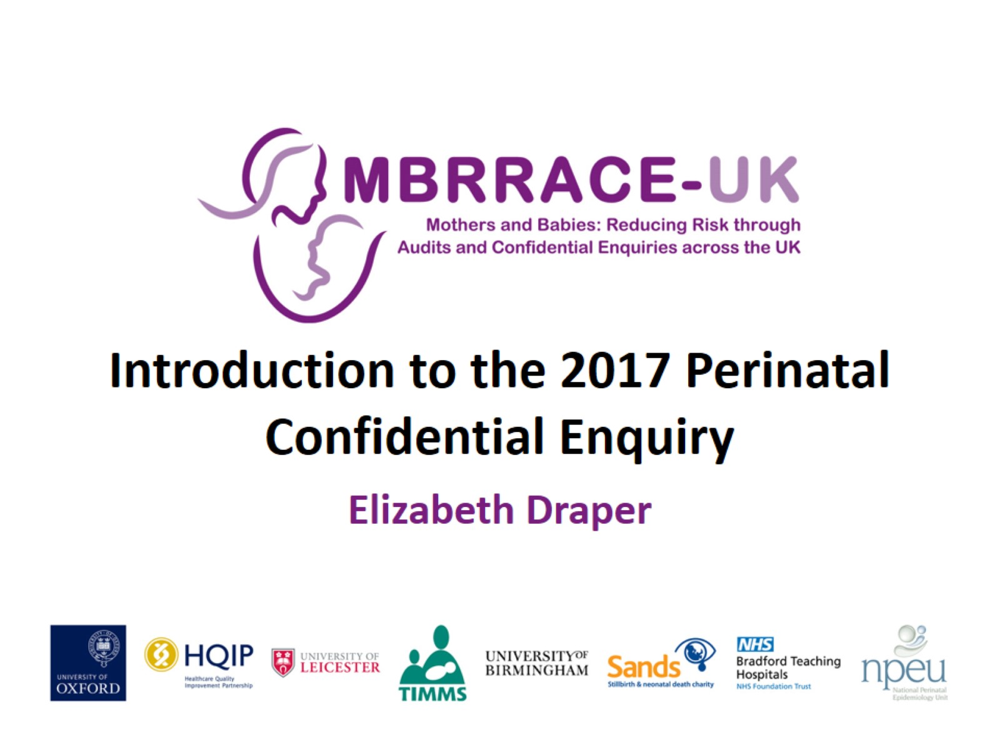 MBRRACE-UK
Mothers and Babies: Reducing Risk through
Audits and Confidential Enquiries across the UK
Introduction to the 2017 Perinatal
Confidential Enquiry
Elizabeth Draper
UNIVERSITY OF
OXFORD
HQIP
Healthcare Quality
Improvement Partnership
UNIVERSITY OF
LEICESTER
TIMMS
UNIVERSITY OF
BIRMINGHAM
Sands
Stillbirth & neonatal death charity
NHS
Bradford Teaching
Hospitals
NHS Foundation Trust
npeu
National Perinatal
Epidemiology Unit